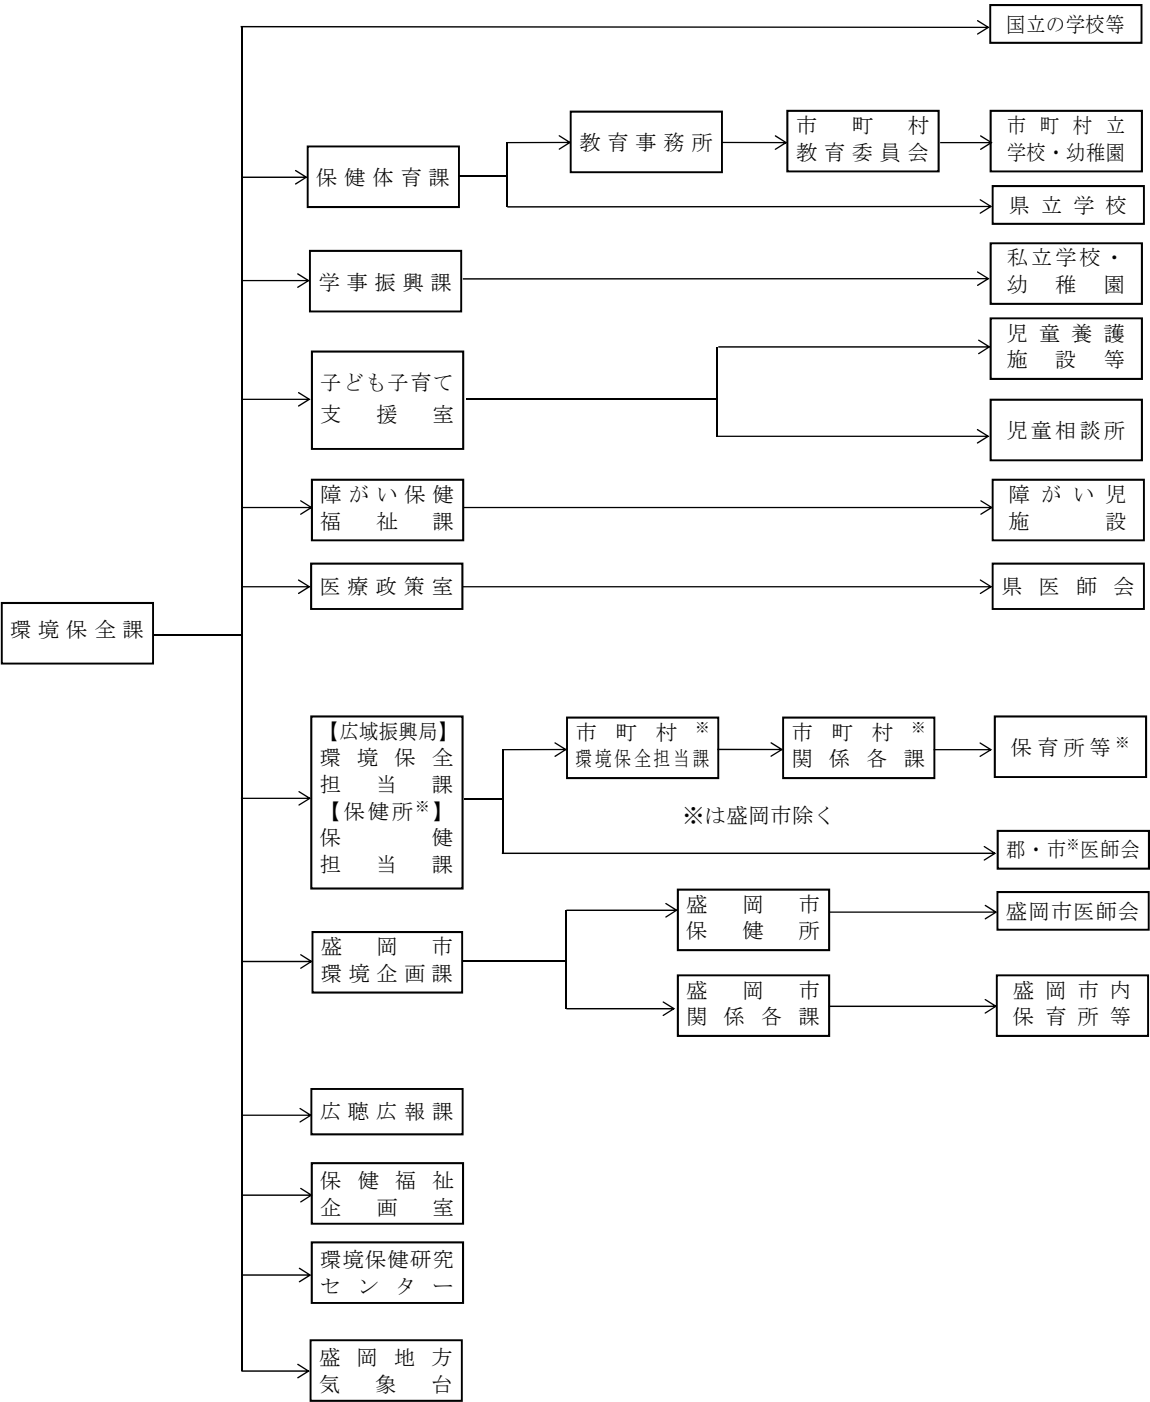 国立の学校等
保健体育課
教育事務所
市町村
教育委員会
市町村立
学校・幼稚園
県立学校
学事振興課
私立学校・
幼稚園
子ども子育て
支援室
児童養護
施設等
児童相談所
障がい保健
福祉課
障がい児
施設
医療政策室
県医師会
環境保全課
【広域振興局】
環境保全
担当課
【保健所※】
保健
担当課
市町村※
環境保全担当課
市町村※
関係各課
保育所等※
※は盛岡市除く
郡・市※医師会
盛岡市
環境企画課
盛岡市
保健所
盛岡市医師会
盛岡市
関係各課
盛岡市内
保育所等
広聴広報課
保健福祉
企画室
環境保健研究
センター
盛岡地方
気象台